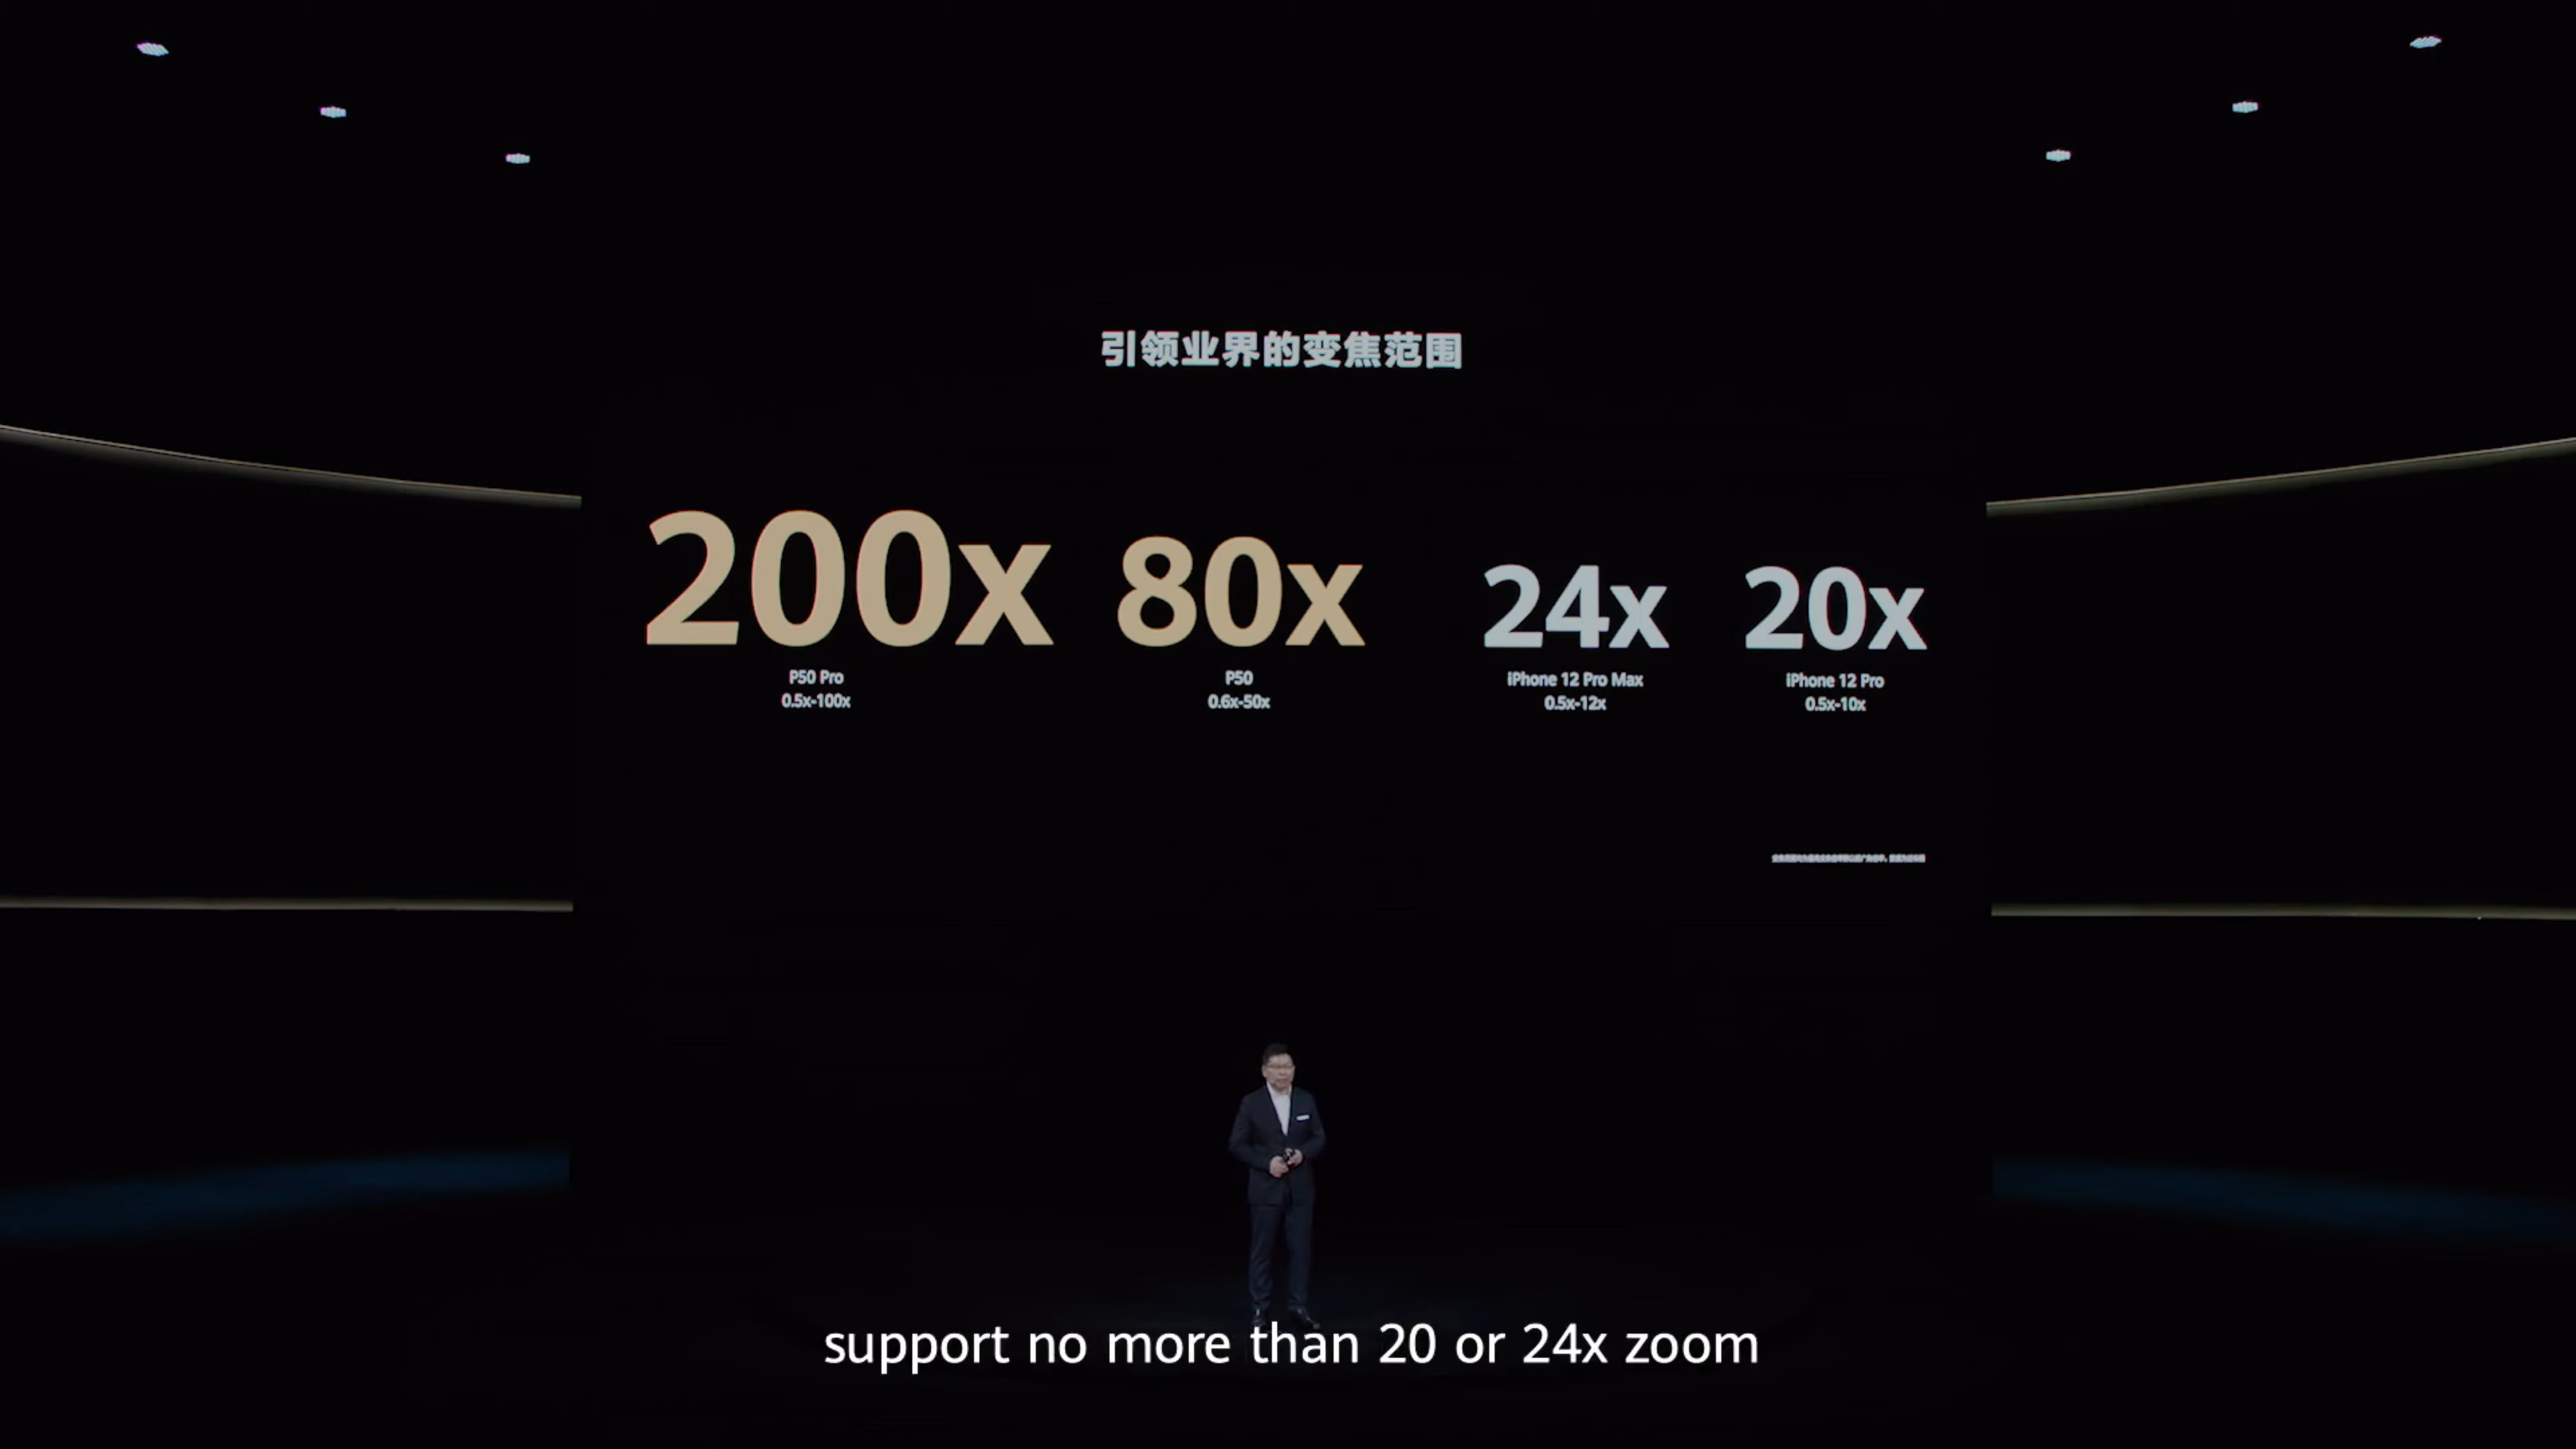 引领业界的变焦范围
200x 80x 24x 20x
P50 Pro P50 iPhone 12 Pro Max iPhone 12 Pro
0.5x-100x 0.6x-50x 0.5x-12x 0.5x-10x
support no more than 20 or 24x zoom